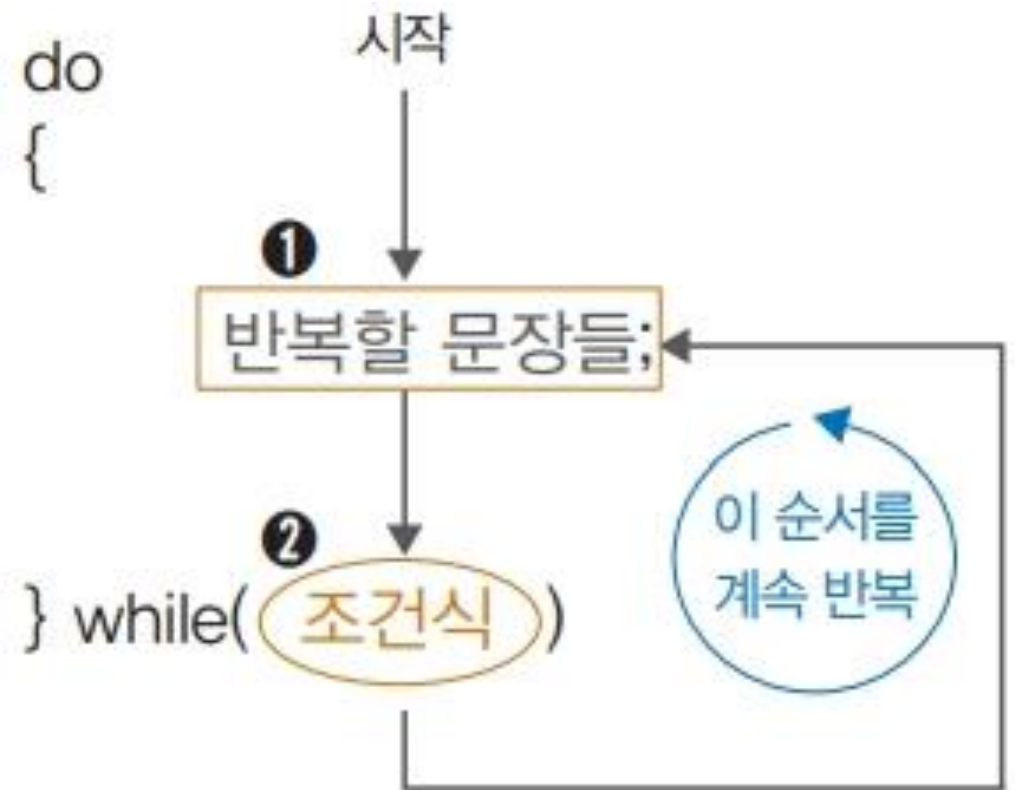 do
시작
{
❶
반복할 문장들;
이 순서를
계속 반복
❷
} while( 조건식 )